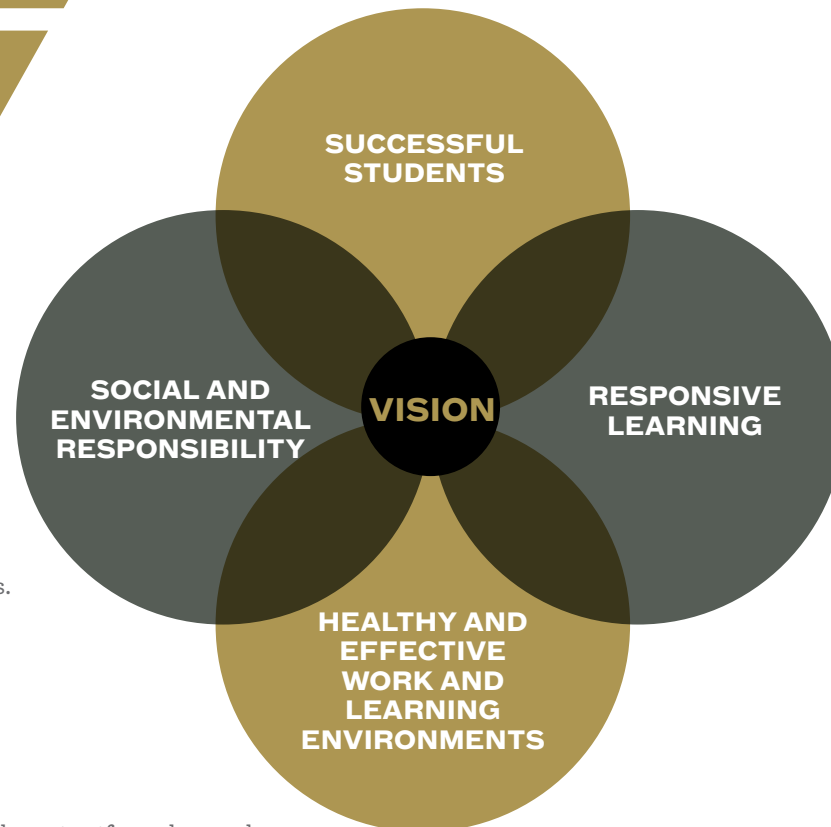 SUCCESSFUL
STUDENTS
SOCIAL AND
ENVIRONMENTAL
RESPONSIBILITY
VISION
RESPONSIVE
LEARNING
s.
HEALTHY AND
EFFECTIVE
WORK AND
LEARNING
ENVIRONMENTS